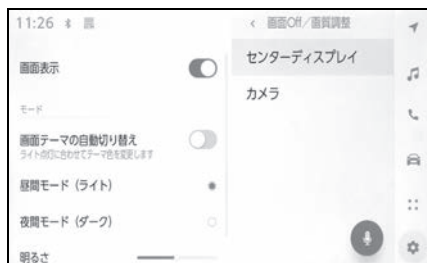 11:26
画面Off/画質調整
画面表示
モード
画面テーマの自動切り替え
ライト点灯に合わせてテーマ色を変更します
昼間モード（ライト）
夜間モード（ダーク）
明るさ
センターディスプレイ
カメラ